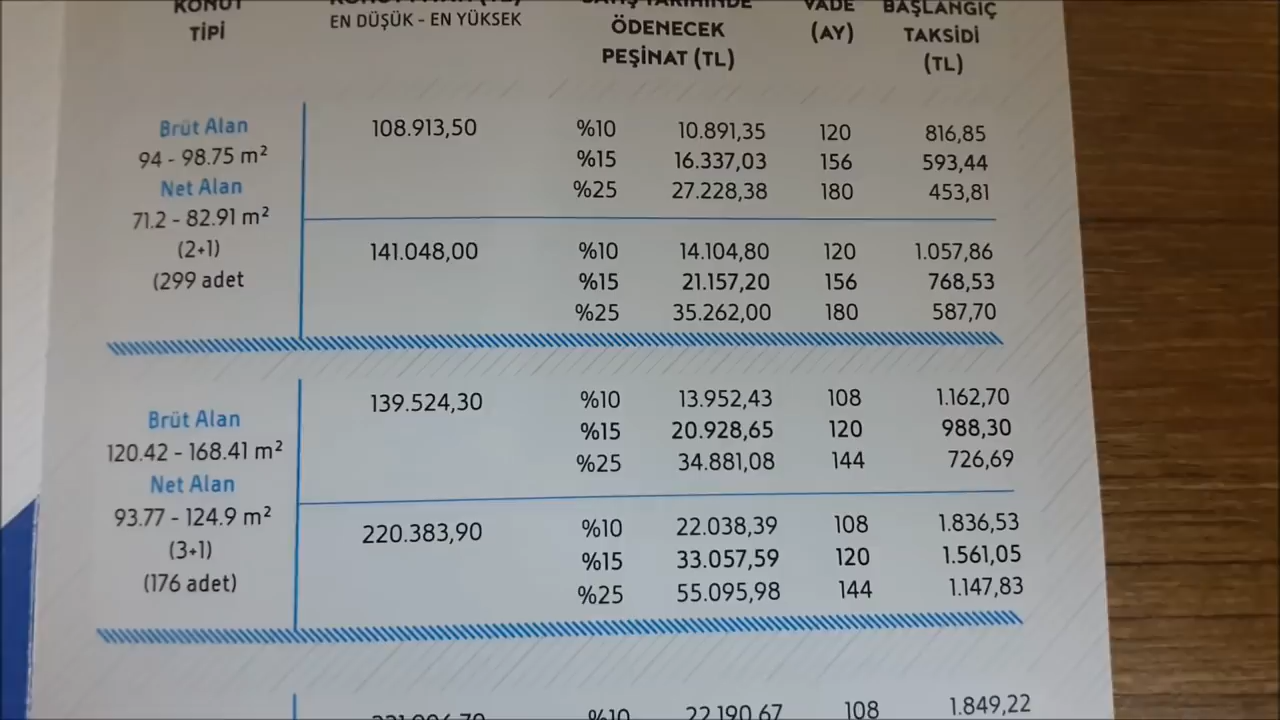 KONUT
TİPİ
EN DÜŞÜK - EN YÜKSEK
ÖDENECEK
PEŞİNAT (TL)
VADE
(AY)
BAŞLANGIÇ
TAKSİDİ
(TL)
Brüt Alan
94 - 98.75 m²
Net Alan
71.2 - 82.91 m²
(2+1)
(299 adet
108.913,50 %10 10.891,35 120 816,85
%15 16.337,03 156 593,44
%25 27.228,38 180 453,81
141.048,00 %10 14.104,80 120 1.057,86
%15 21.157,20 156 768,53
%25 35.262,00 180 587,70
Brüt Alan
120.42 - 168.41 m²
Net Alan
93.77 - 124.9 m²
(3+1)
(176 adet)
139.524,30 %10 13.952,43 108 1.162,70
%15 20.928,65 120 988,30
%25 34.881,08 144 726,69
220.383,90 %10 22.038,39 108 1.836,53
%15 33.057,59 120 1.561,05
%25 55.095,98 144 1.147,83
%10 22.190,67 108 1.849,22